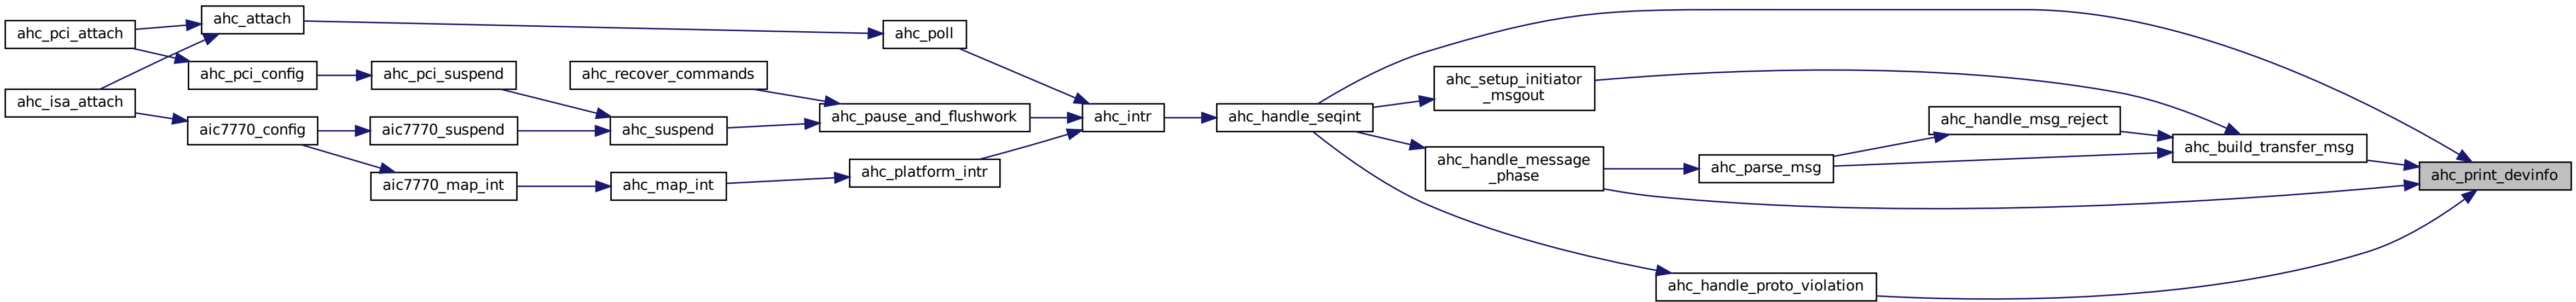 ahc_pci_attach
ahc_isa_attach
ahc_attach
ahc_pci_config
aic7770_config
ahc_pci_suspend
aic7770_suspend
aic7770_map_int
ahc_recover_commands
ahc_suspend
ahc_map_int
ahc_poll
ahc_pause_and_flushwork
ahc_platform_intr
ahc_intr
ahc_handle_seqint
ahc_setup_initiator
_msgout
ahc_handle_message
_phase
ahc_handle_proto_violation
ahc_parse_msg
ahc_handle_msg_reject
ahc_build_transfer_msg
ahc_print_devinfo